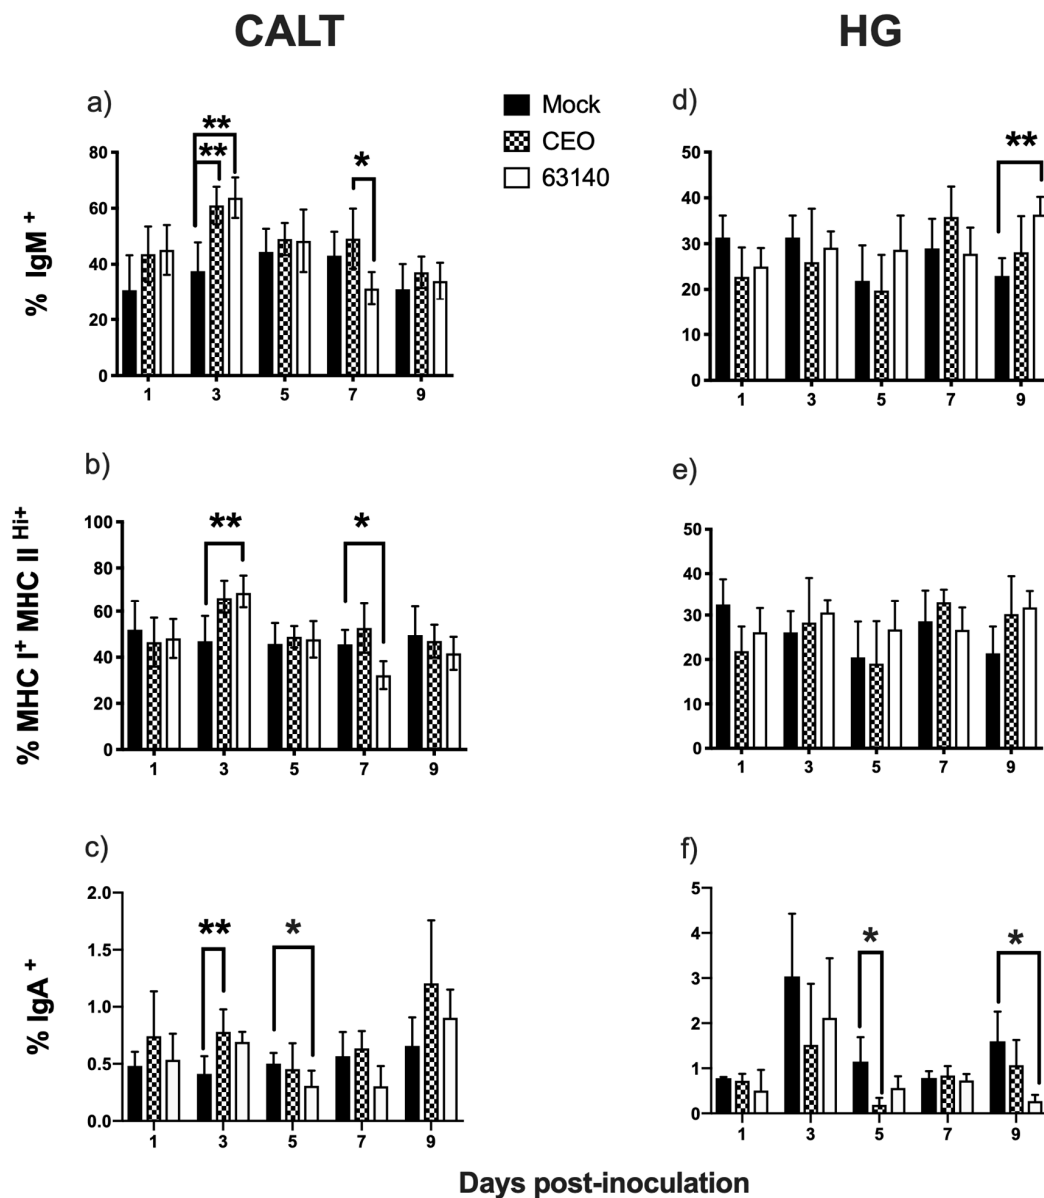 CALT
HG
a)
Mock
CEO
63140
d)
% IgM +
80
60
40
20
0
**
**
*
1 3 5 7 9
50
40
30
20
10
0
**
1 3 5 7 9
b)
e)
% MHC I+ MHC II Hi+
100
80
60
40
20
0
**
*
1 3 5 7 9
50
40
30
20
10
0
1 3 5 7 9
c)
f)
% IgA +
2.0
1.5
1.0
0.5
0.0
**
*
1 3 5 7 9
5
4
3
2
1
0
*
*
1 3 5 7 9
Days post-inoculation